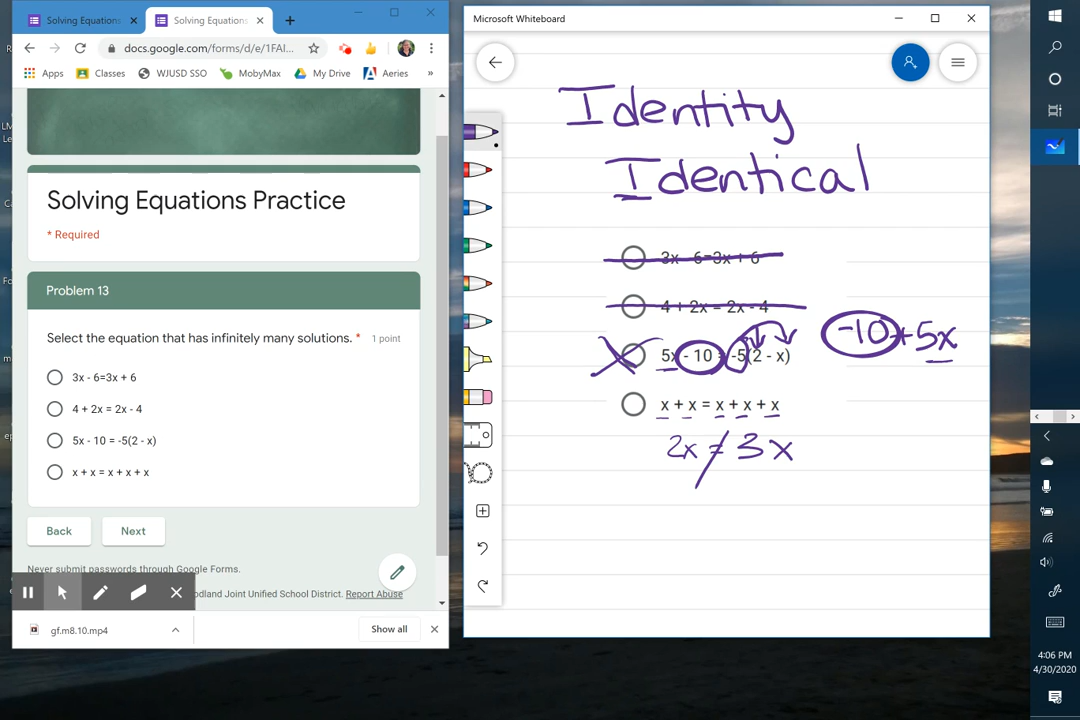 Solving Equations
Solving Equations
docs.google.com/forms/d/e/1FAI...
Apps
Classes
WJUSD SSO
MobyMax
My Drive
Aeries
»
Solving Equations Practice
* Required
Problem 13
Select the equation that has infinitely many solutions. *
1 point
3x - 6=3x + 6
4 + 2x = 2x - 4
5x - 10 = -5(2 - x)
x + x = x + x + x
Back
Next
Never submit passwords through Google Forms.
odland Joint Unified School District. Report Abuse
gf.m8.10.mp4
Show all
Microsoft Whiteboard
Identity
Identical
3x - 6=3x + 6
4 + 2x = 2x - 4
5x - 10 = -5(2 - x)
-10+5x
x + x = x + x + x
2x ≠ 3x
4:06 PM
4/30/2020